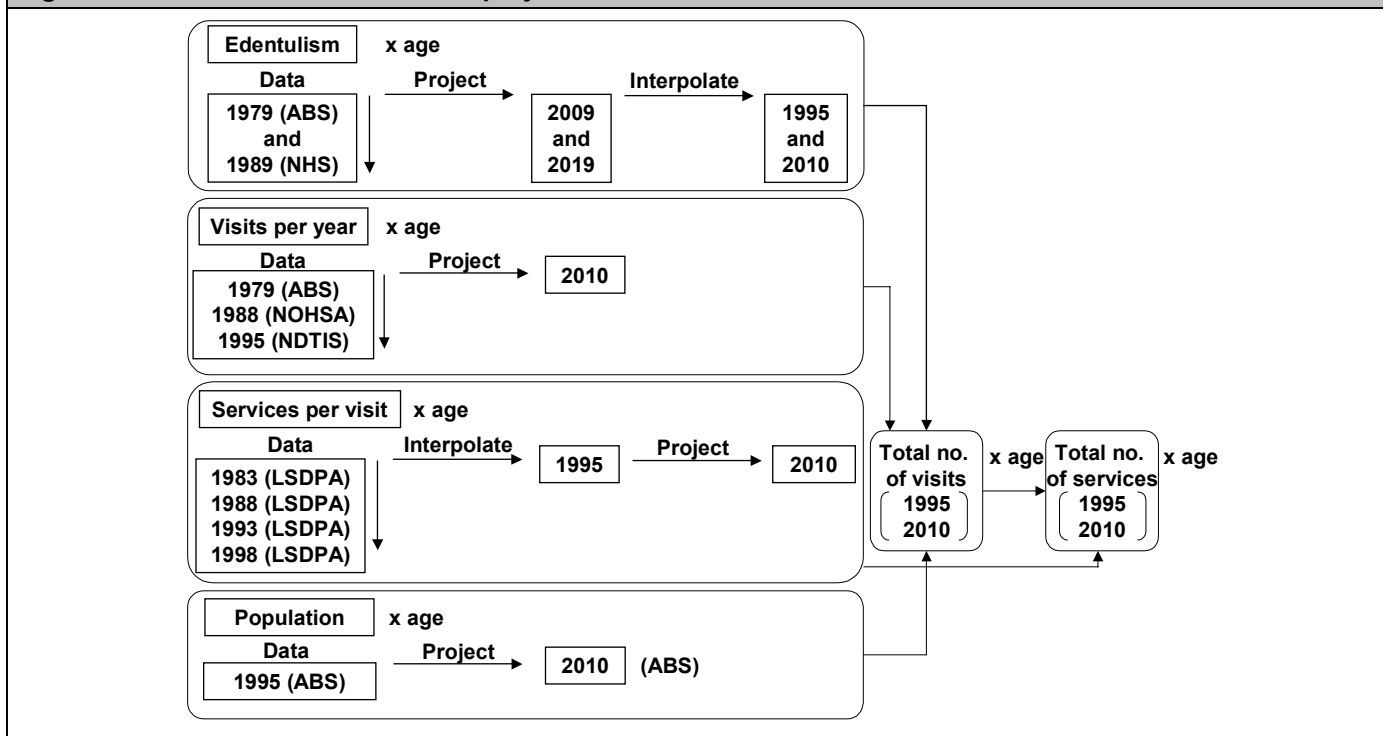 Edentulism x age
Data Project Interpolate
1979 (ABS)
and
1989 (NHS)
2009
and
2019
1995
and
2010
Visits per year x age
Data Project
1979 (ABS)
1988 (NOHSA)
1995 (NDTIS)
2010
Services per visit x age
Data Interpolate Project
1983 (LSDPA)
1988 (LSDPA)
1993 (LSDPA)
1998 (LSDPA)
1995
2010
Total no.
of visits
1995
2010
x age
Total no.
of services
1995
2010
x age
Population x age
Data Project
1995 (ABS)
2010 (ABS)